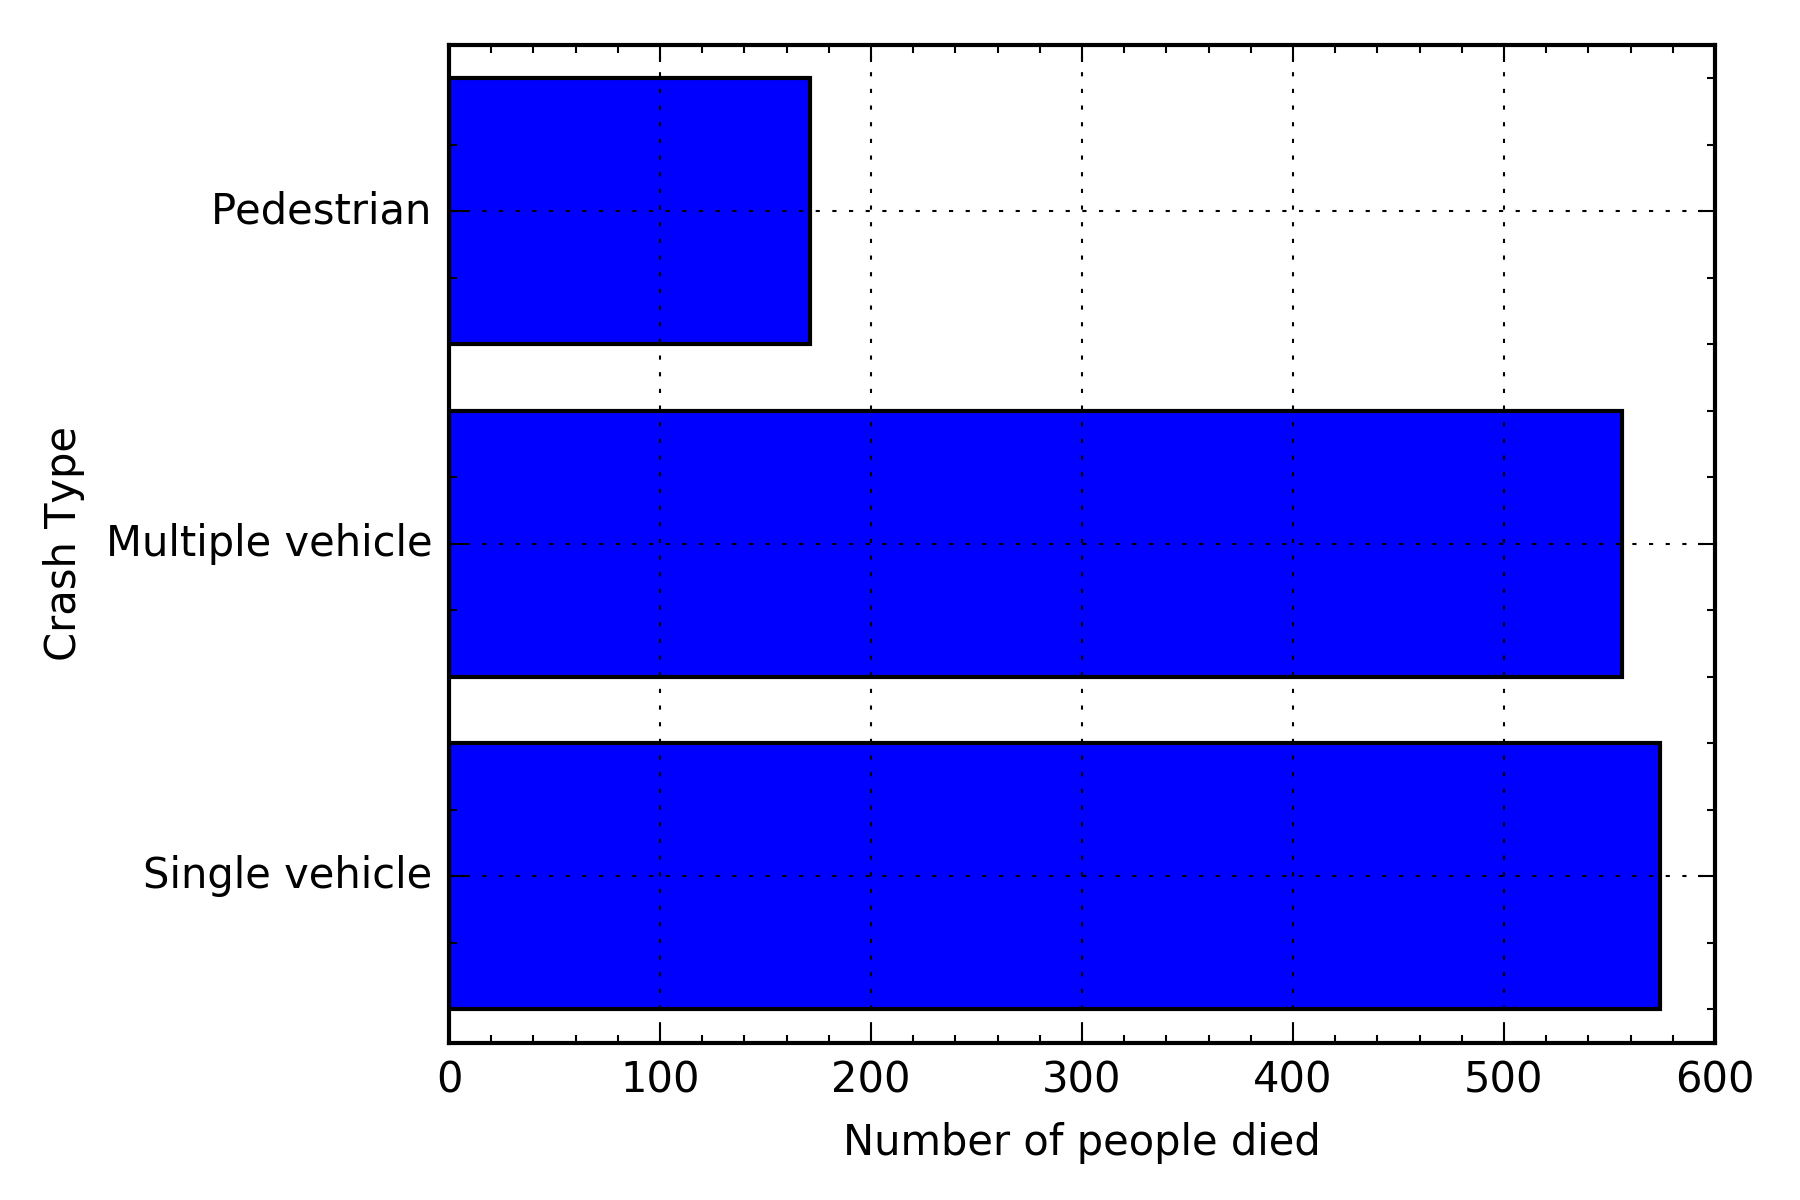 Pedestrian
Multiple vehicle
Single vehicle
Crash Type
0 100 200 300 400 500 600
Number of people died